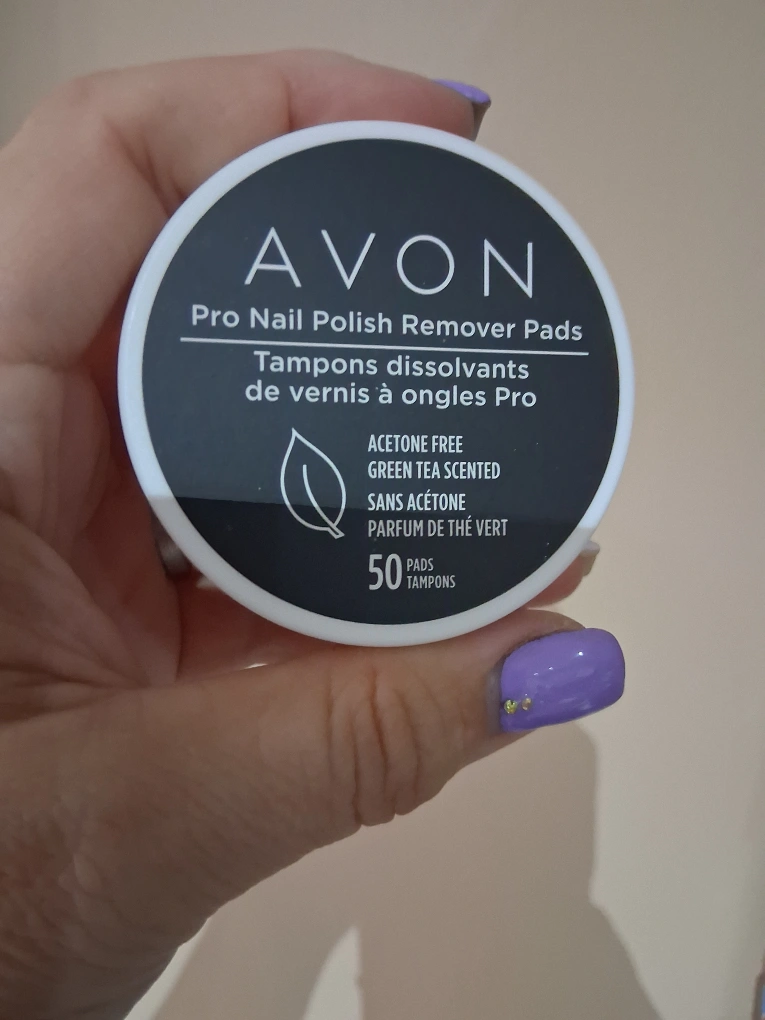 AVON
Pro Nail Polish Remover Pads
Tampons dissolvants
de vernis à ongles Pro
ACETONE FREE
GREEN TEA SCENTED
SANS ACÉTONE
PARFUM DE THÉ VERT
50 PADS
TAMPONS